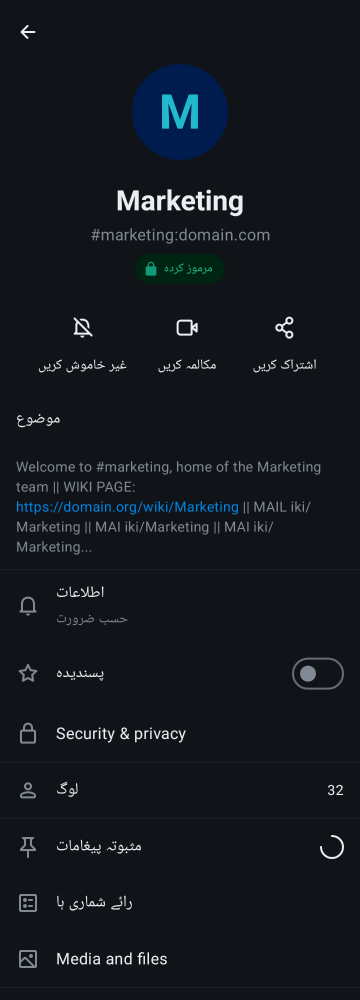 M
Marketing
#marketing:domain.com
مرموز کردہ
غیر خاموش کریں
مکالمہ کریں
اشتراک کریں
موضوع
Welcome to #marketing, home of the Marketing
team || WIKI PAGE:
https://domain.org/wiki/Marketing || MAIL iki/
Marketing || MAI iki/Marketing || MAI iki/
Marketing...
اطلاعات
حسب ضرورت
پسندیدہ
Security & privacy
لوگ
32
مثبوتہ پیغامات
رائے شماری ہا
Media and files